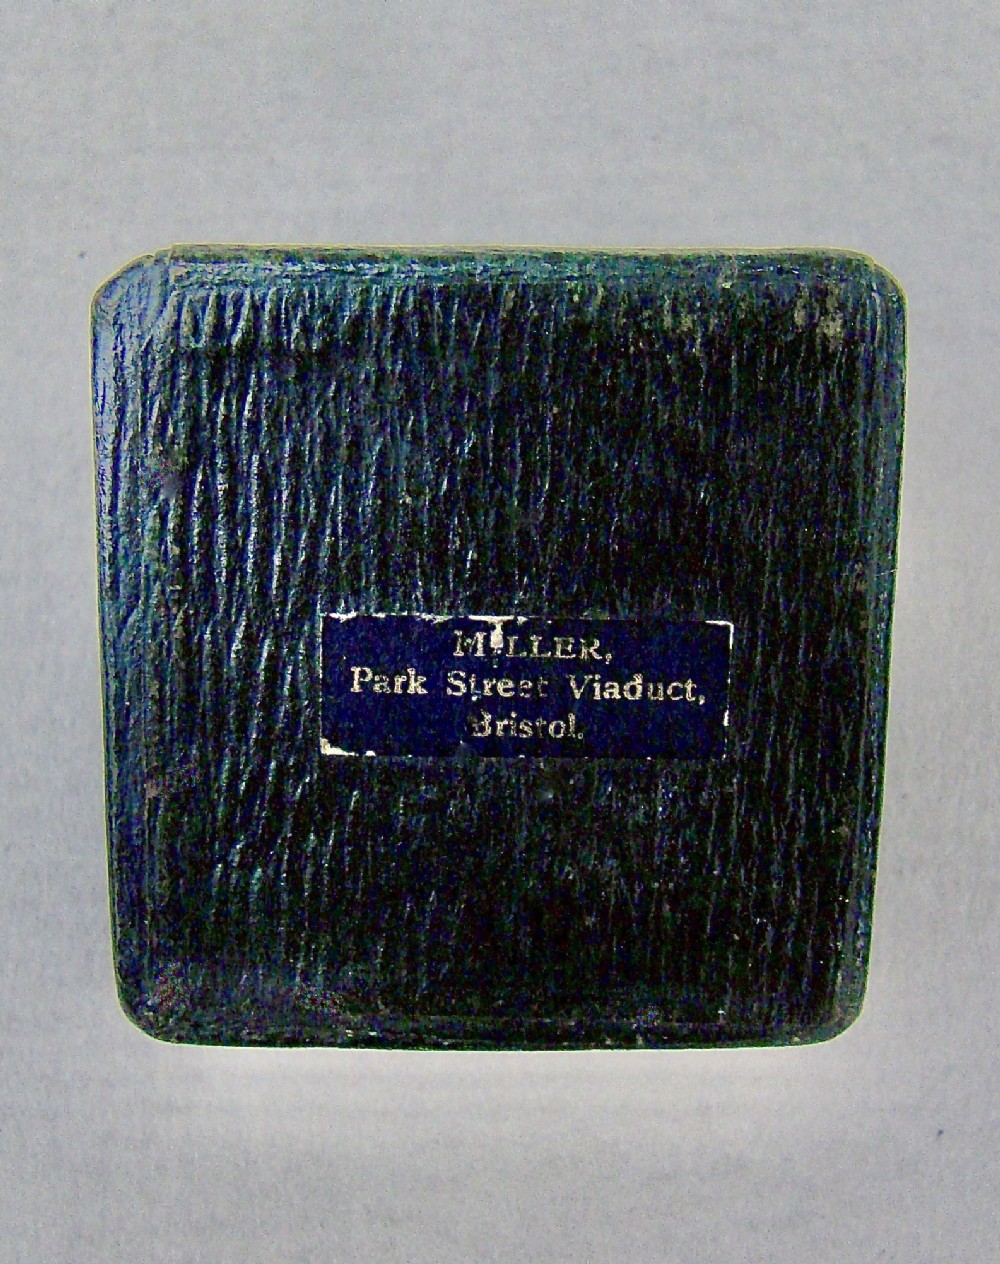 MILLER,
Park Street Viaduct,
Bristol.